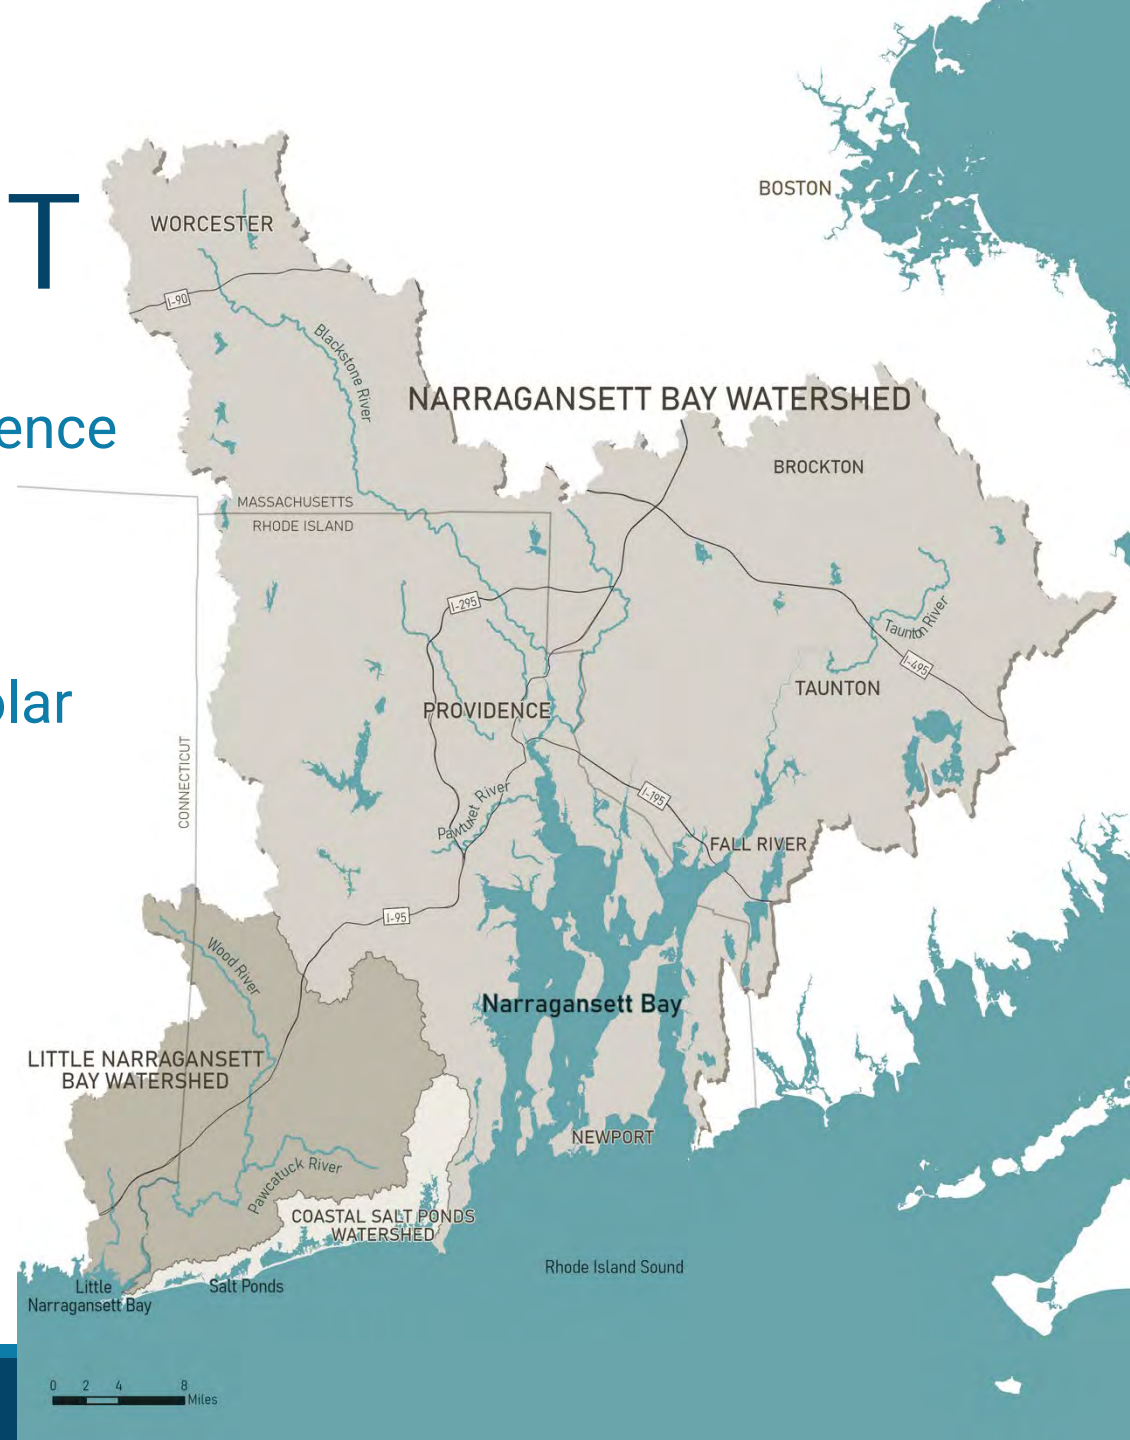 T
ence
olar
BOSTON
WORCESTER
I-90
Blackstone River
NARRAGANSETT BAY WATERSHED
BROCKTON
MASSACHUSETTS
RHODE ISLAND
I-295
Taunton River
I-495
TAUNTON
PROVIDENCE
CONNECTICUT
Pawtuxet River
I-195
FALL RIVER
I-95
Wood River
Narragansett Bay
LITTLE NARRAGANSETT
BAY WATERSHED
NEWPORT
Pawcatuck River
COASTAL SALT PONDS
WATERSHED
Rhode Island Sound
Little
Narragansett Bay
Salt Ponds
0 2 4 8
Miles